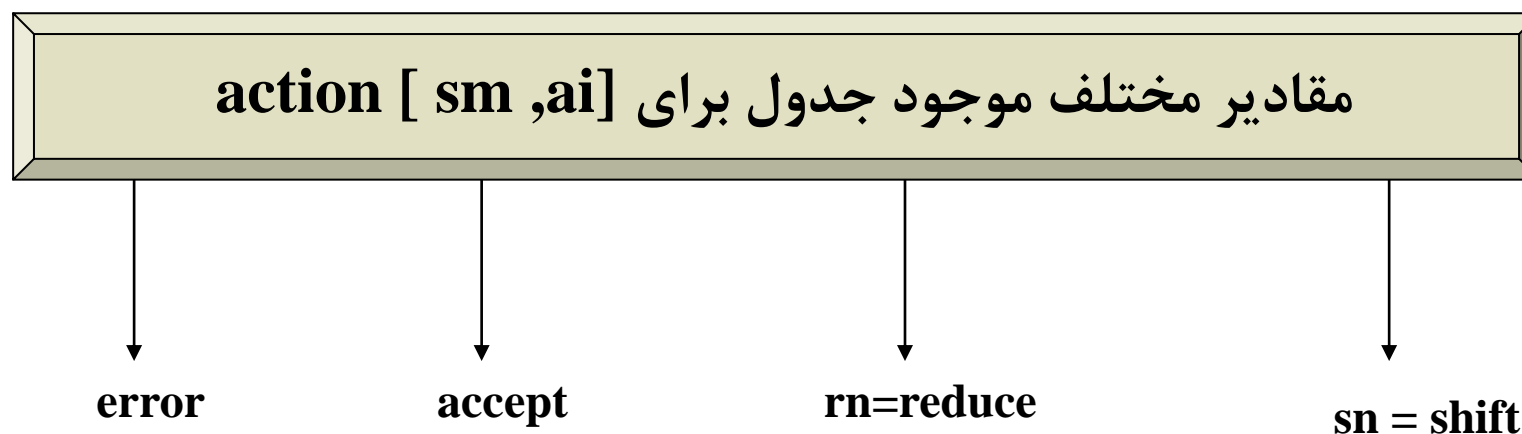 مقادیر مختلف موجود جدول برای action [ sm ,ai]
error
accept
rn=reduce
sn = shift